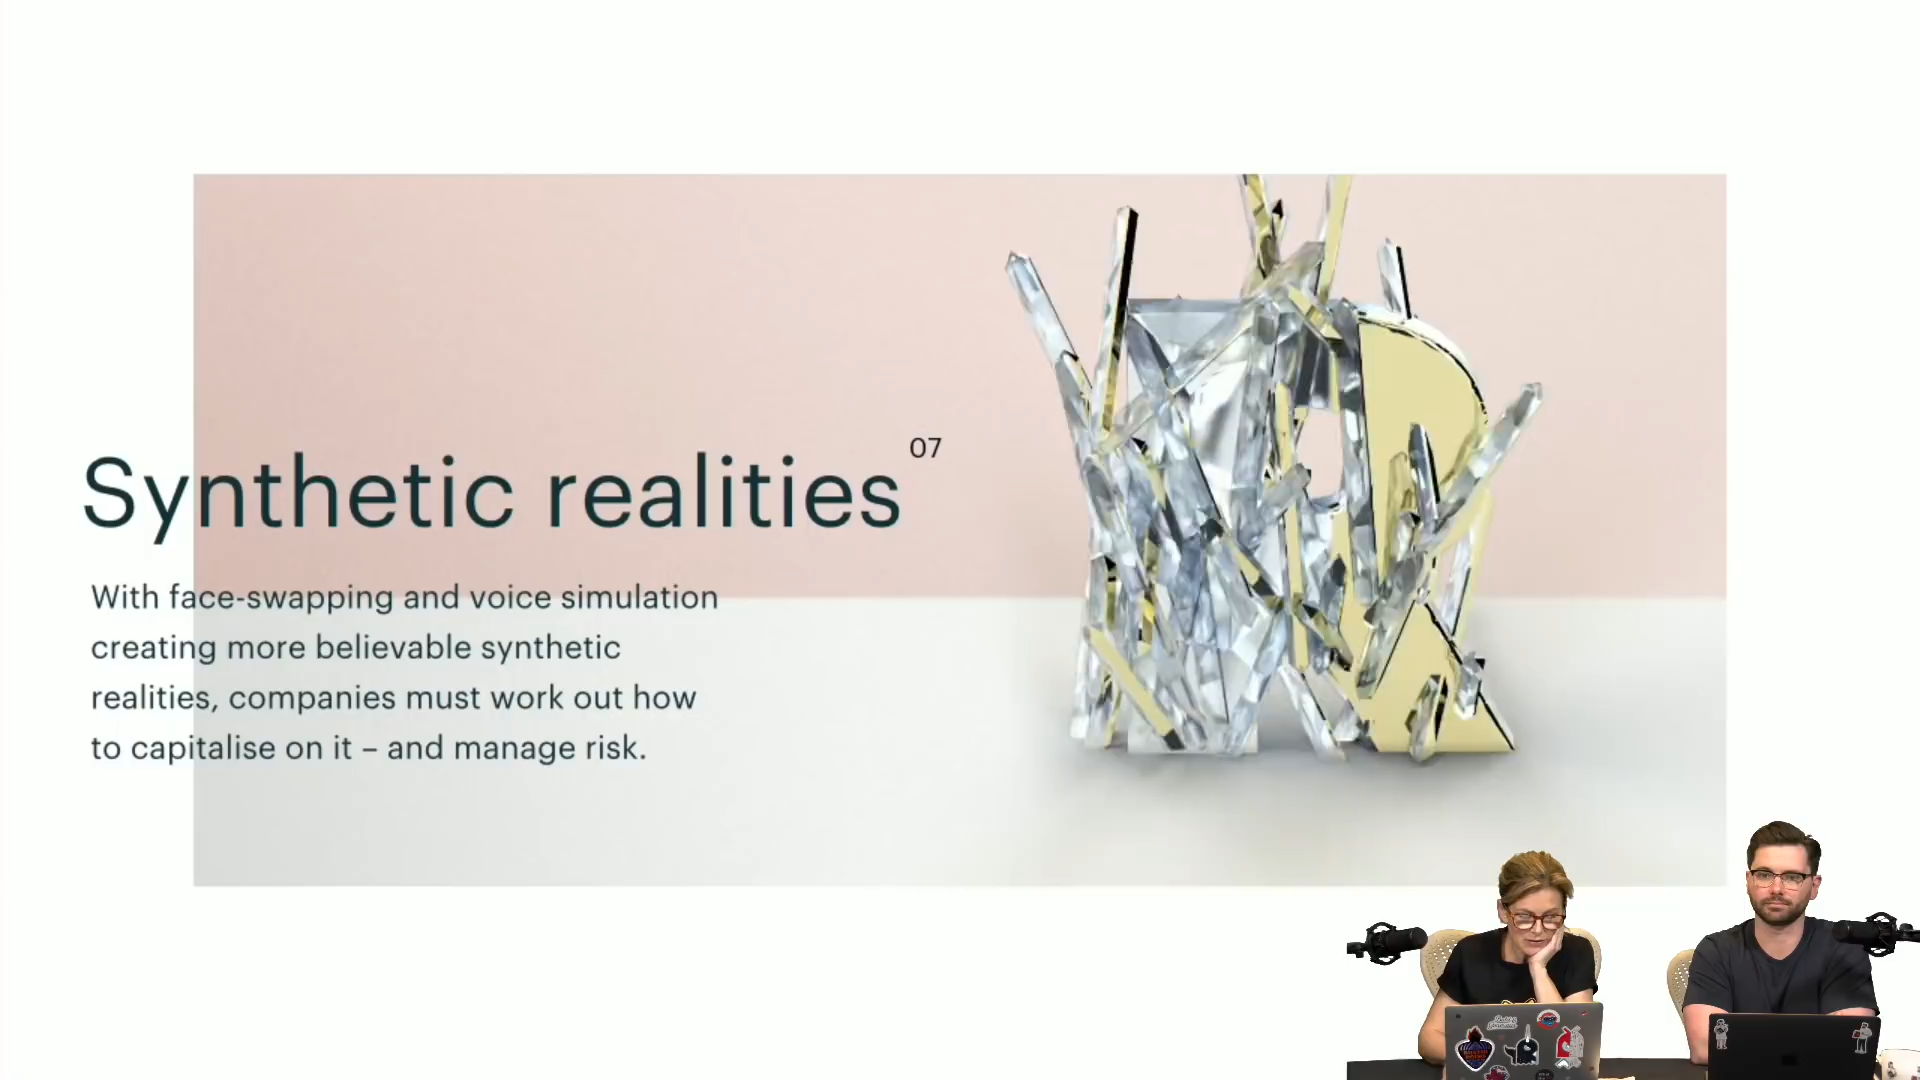 Synthetic realities
07
With face-swapping and voice simulation
creating more believable synthetic
realities, companies must work out how
to capitalise on it – and manage risk.